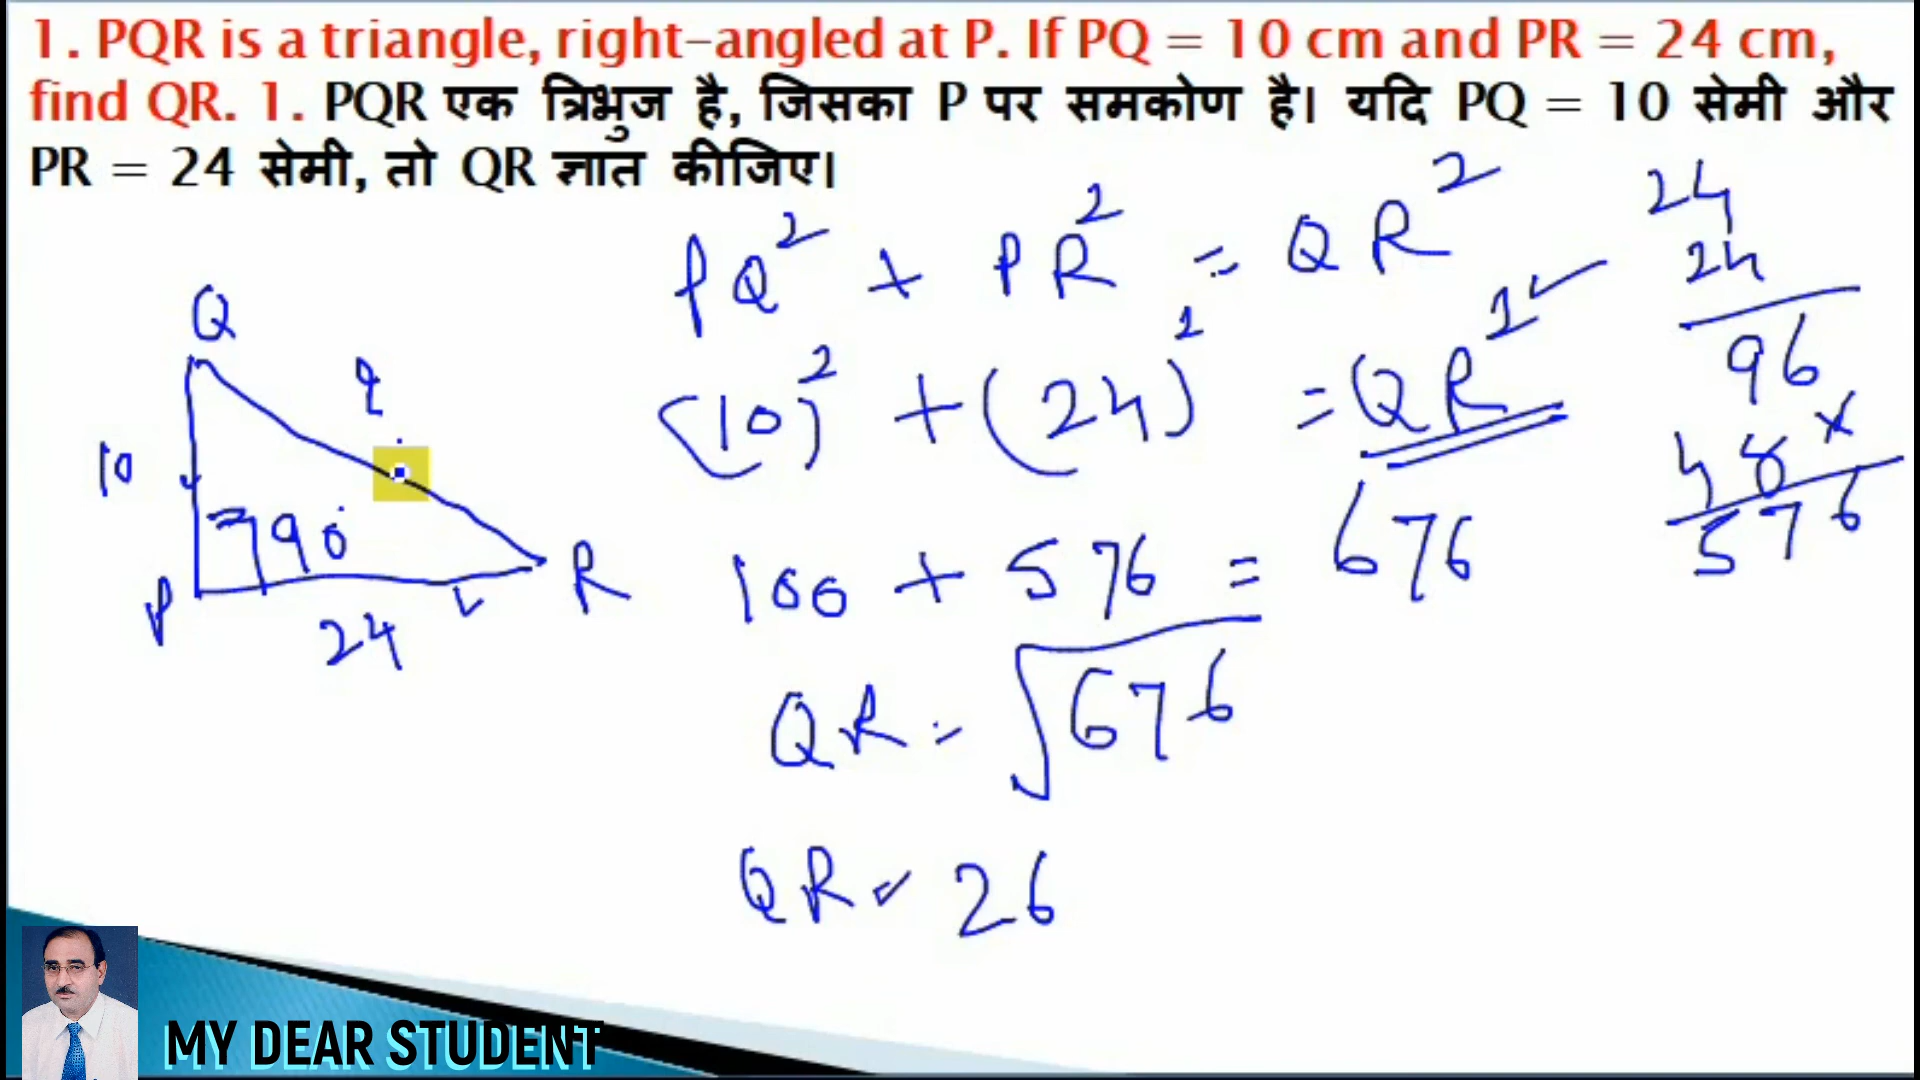 1. PQR is a triangle, right-angled at P. If PQ = 10 cm and PR = 24 cm,
find QR. 1. PQR एक त्रिभुज है, जिसका P पर समकोण है। यदि PQ = 10 सेमी और
PR = 24 सेमी, तो QR ज्ञात कीजिए।
PQ² + PR² = QR²
(10)² + (24)² = QR²
100 + 576 = 676
QR = √676
QR = 26
24
24
96
48×
576
Q
10
90°
P
R
24
MY DEAR STUDENT